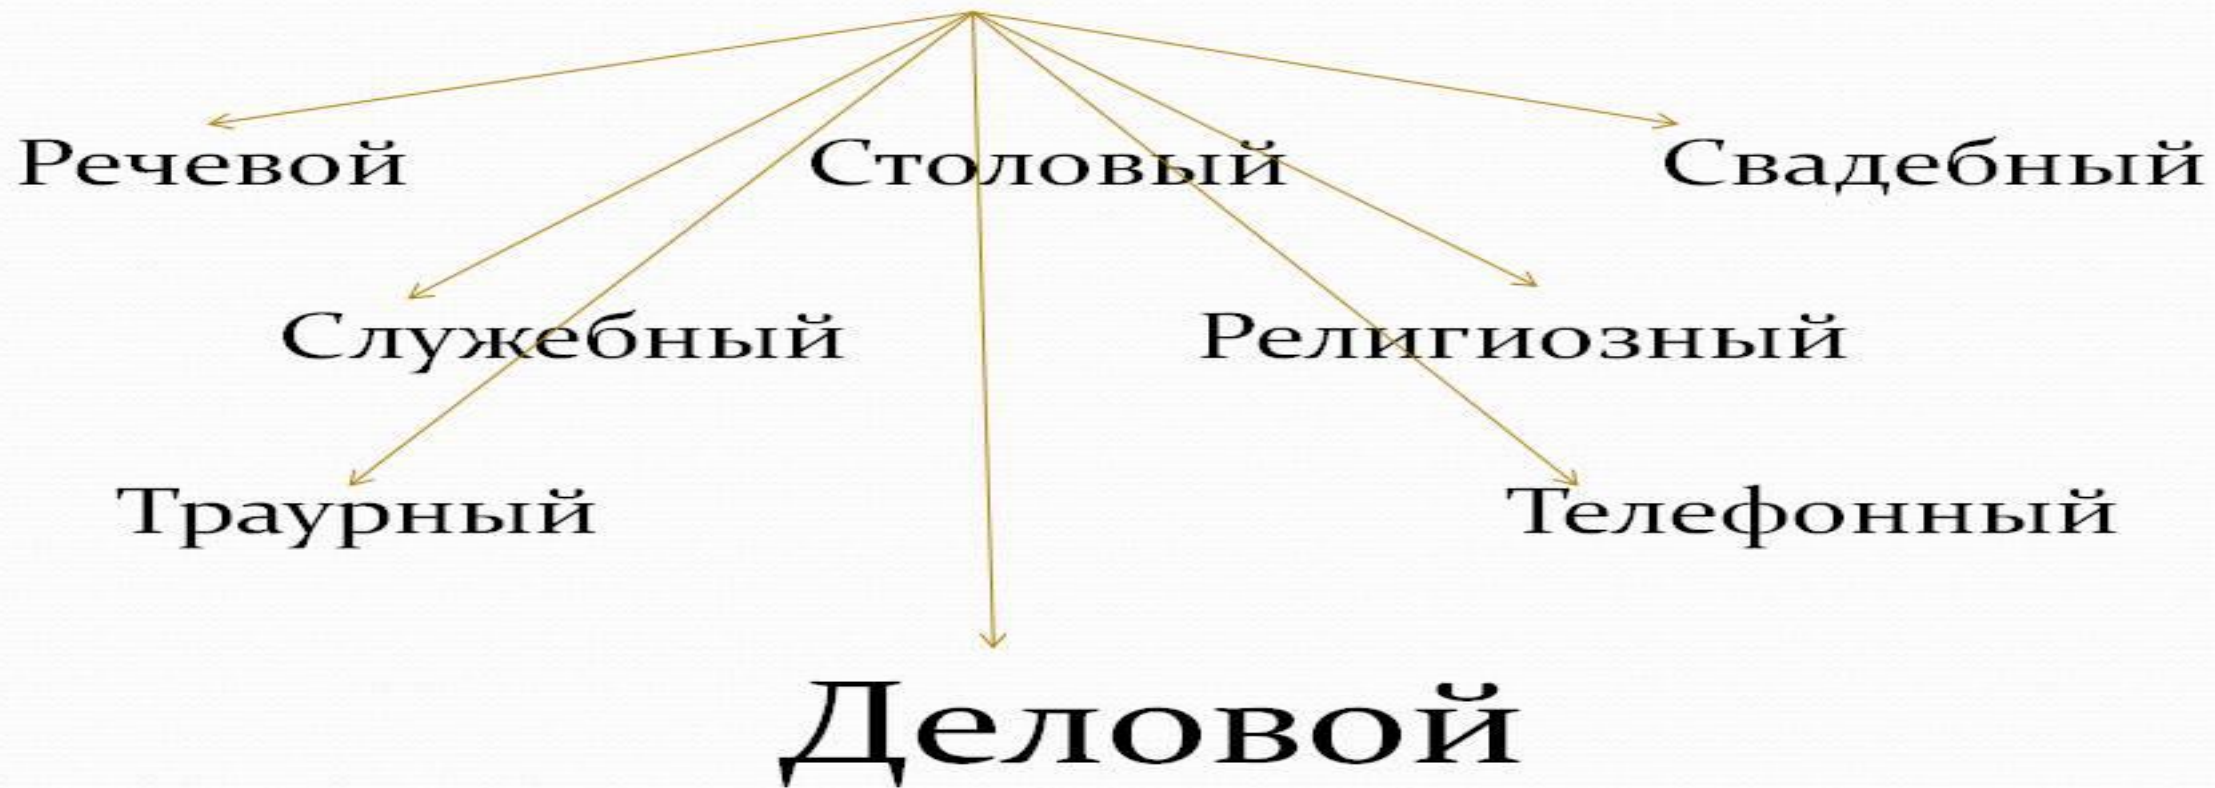 Речевой Столовый Свадебный
Служебный Религиозный
Траурный Телефонный
Деловой